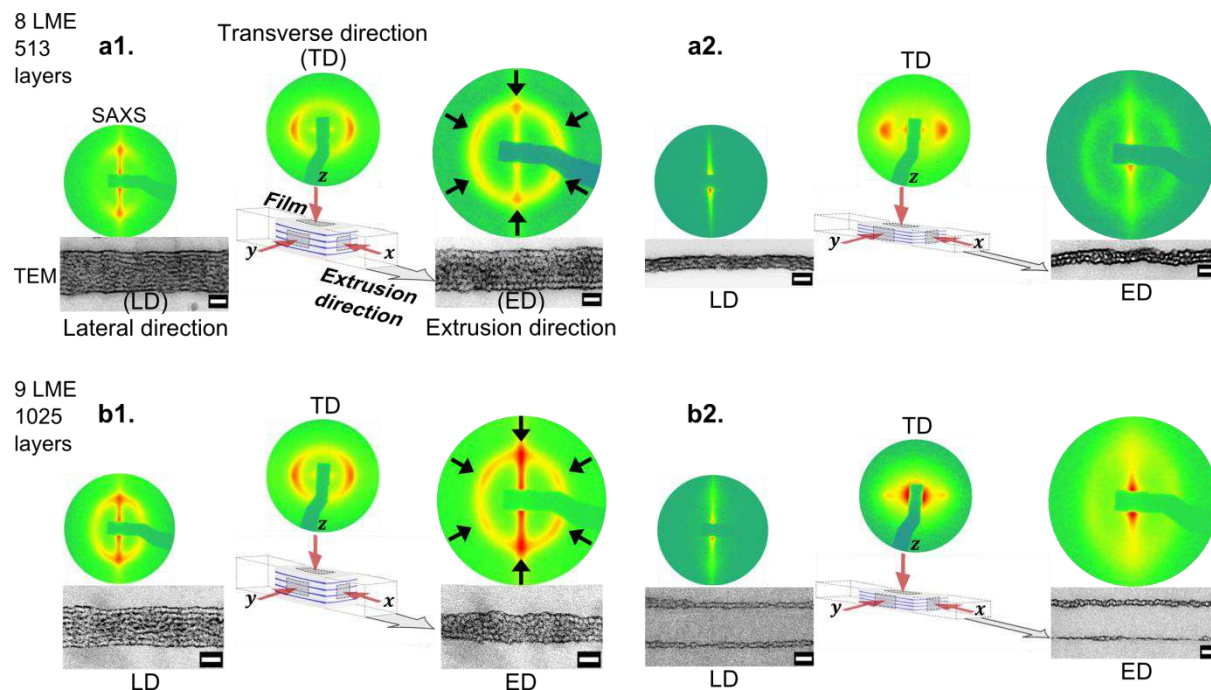 8 LME
513
layers
a1.
Transverse direction
(TD)
SAXS
z
Film
y
x
TEM
(LD)
Lateral direction
Extrusion
direction
(ED)
Extrusion direction
a2.
TD
z
y
x
LD
ED
9 LME
1025
layers
b1.
TD
z
y
x
LD
ED
b2.
TD
z
y
x
LD
ED